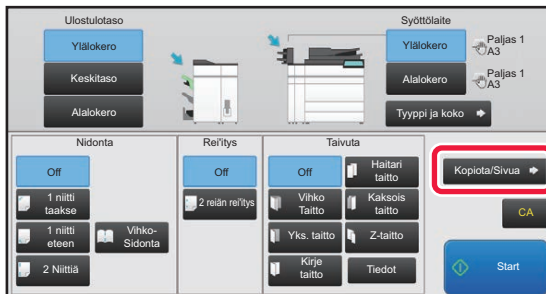 Ulostulotaso
Ylälokero
Keskitaso
Alalokero
Syöttölaite
Ylälokero
Paljas 1
A3
Alalokero
Paljas 1
A3
Tyyppi ja koko
Nidonta
Off
1 niitti
taakse
1 niitti
eteen
2 Niittiä
Vihko-
Sidonta
Rei'itys
Off
2 reiän rei'itys
Taivuta
Off
Vihko
Taitto
Yks. taitto
Kirje
taitto
Haitari
taitto
Kaksois
taitto
Z-taitto
Tiedot
Kopiota/Sivua
CA
Start